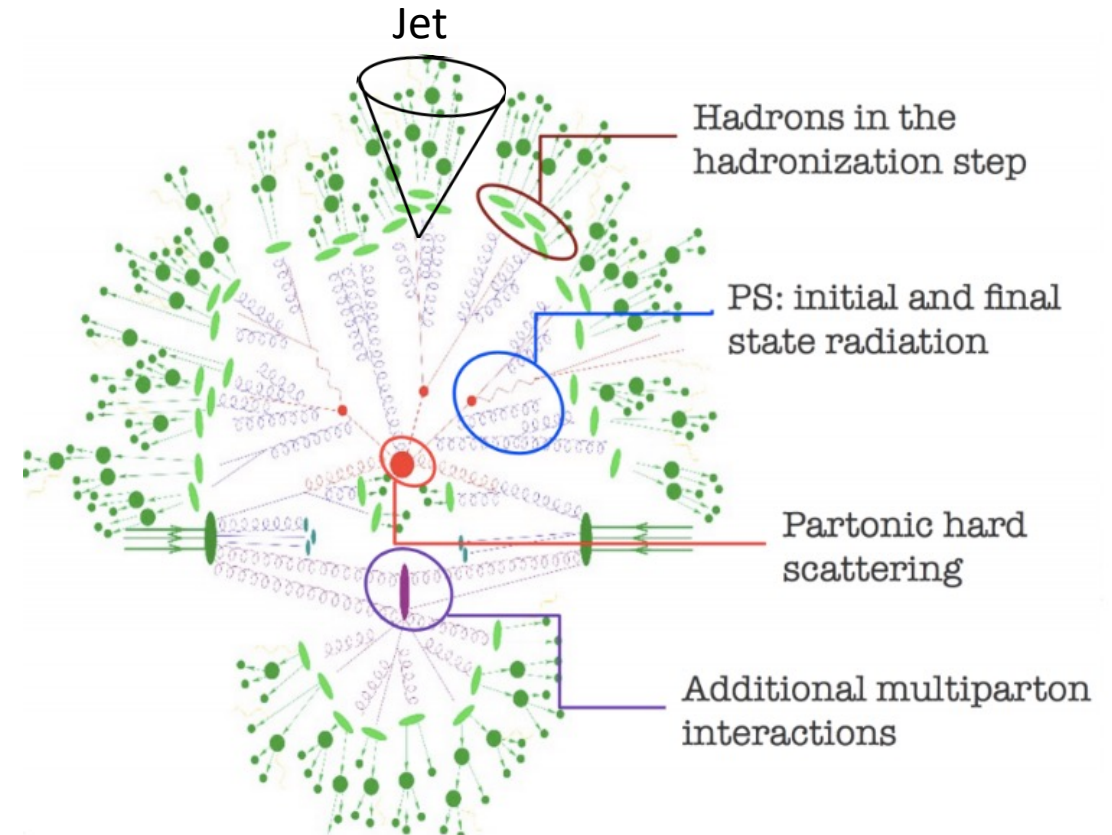 Jet
Hadrons in the
hadronization step
PS: initial and final
state radiation
Partonic hard
scattering
Additional multiparton
interactions